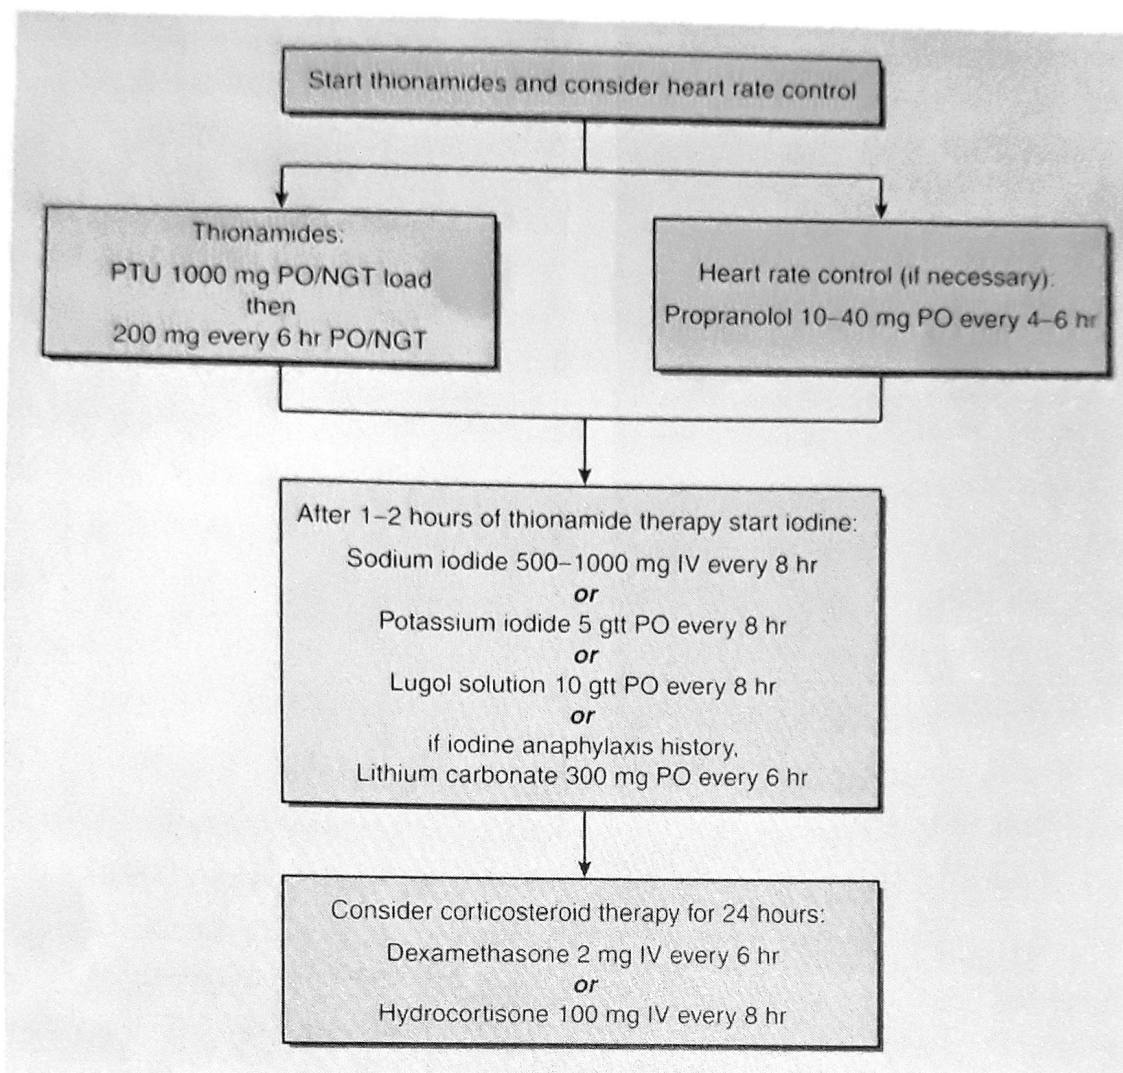 Start thionamides and consider heart rate control
Thionamides:
PTU 1000 mg PO/NGT load
then
200 mg every 6 hr PO/NGT
Heart rate control (if necessary):
Propranolol 10–40 mg PO every 4–6 hr
After 1–2 hours of thionamide therapy start iodine:
Sodium iodide 500–1000 mg IV every 8 hr
or
Potassium iodide 5 gtt PO every 8 hr
or
Lugol solution 10 gtt PO every 8 hr
or
if iodine anaphylaxis history,
Lithium carbonate 300 mg PO every 6 hr
Consider corticosteroid therapy for 24 hours:
Dexamethasone 2 mg IV every 6 hr
or
Hydrocortisone 100 mg IV every 8 hr